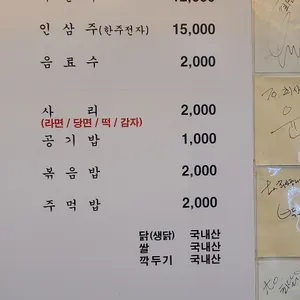 인 삼 주(한주전자) 15,000
음 료 수 2,000
사 리 2,000
(라면 / 당면 / 떡 / 감자)
공 기 밥 1,000
볶 음 밥 2,000
주 먹 밥 2,000
닭(생닭) 국내산
쌀 국내산
깍두기 국내산